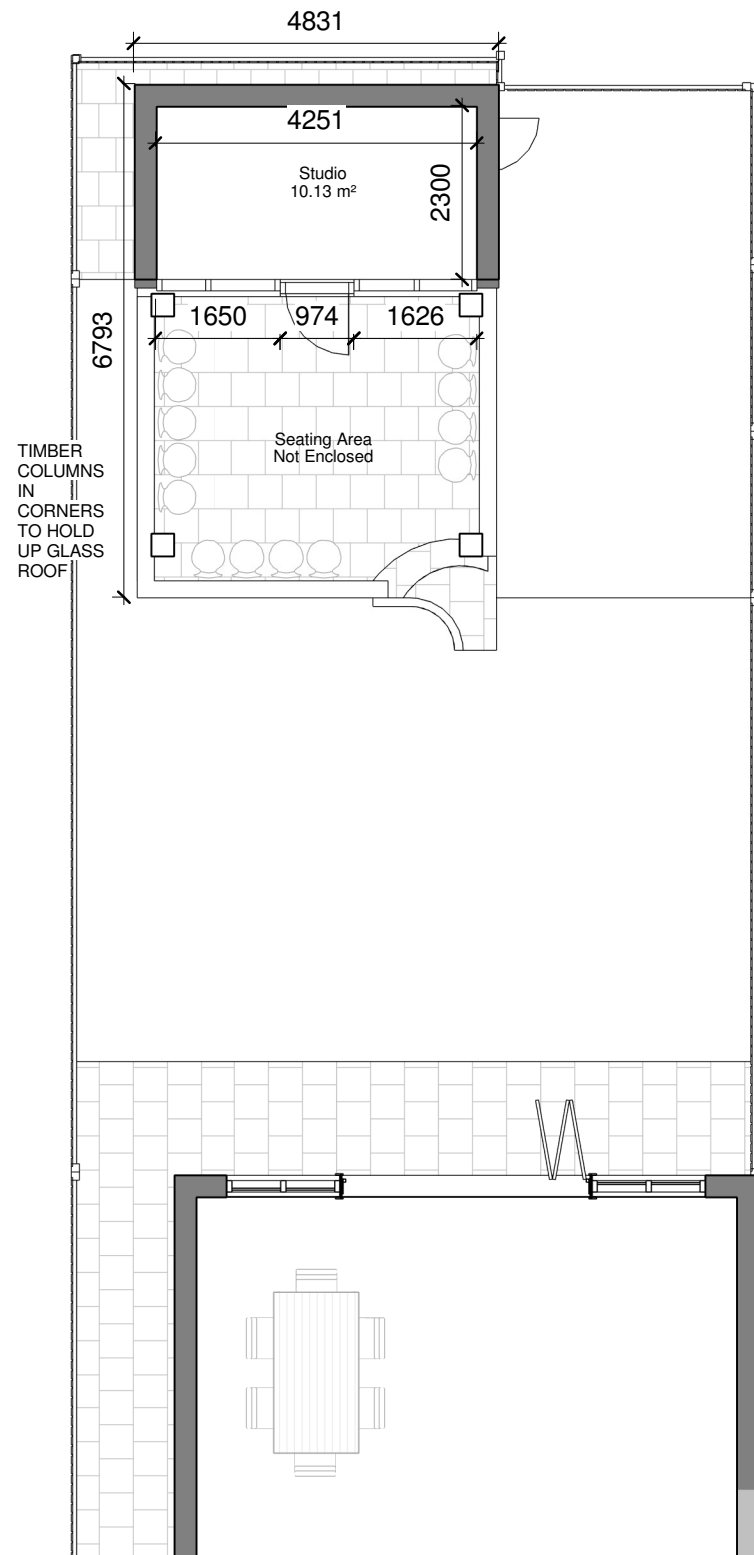 4831
4251
Studio
10.13 m²
2300
1650
974
1626
6793
Seating Area
Not Enclosed
TIMBER
COLUMNS
IN
CORNERS
TO HOLD
UP GLASS
ROOF